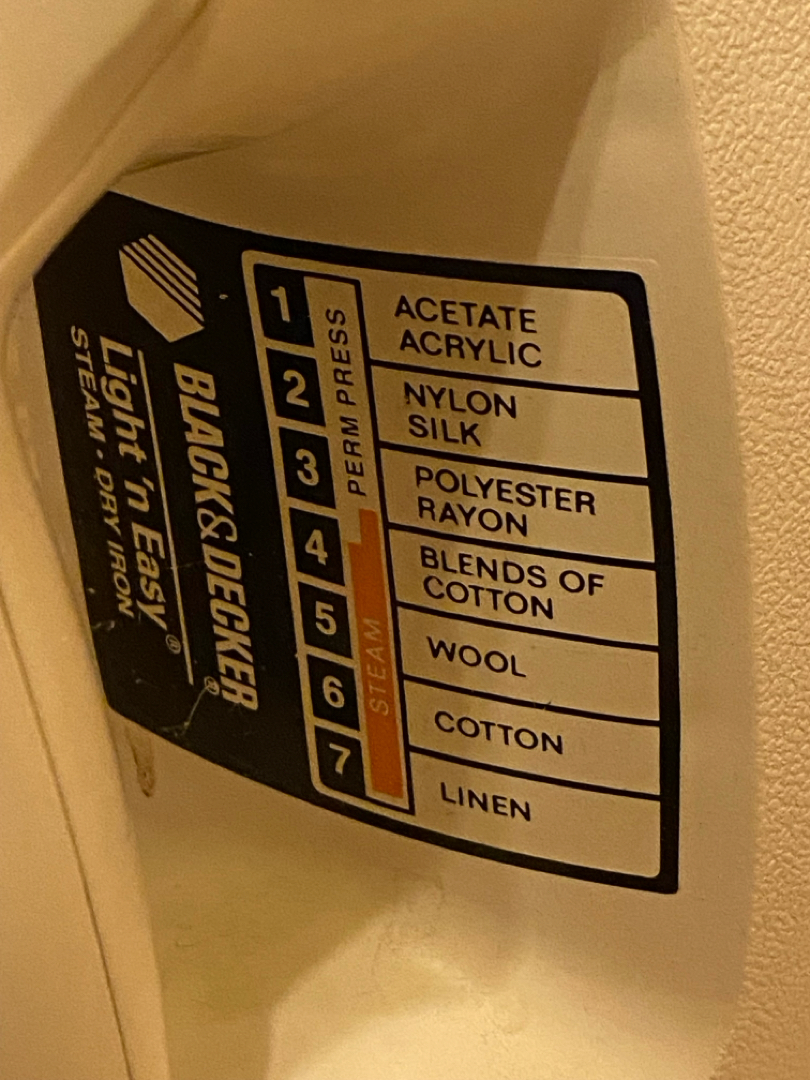 BLACK & DECKER®
Light 'n Easy®
STEAM • DRY IRON
1
2
3
4
5
6
7
PERM PRESS
STEAM
ACETATE
ACRYLIC
NYLON
SILK
POLYESTER
RAYON
BLENDS OF
COTTON
WOOL
COTTON
LINEN